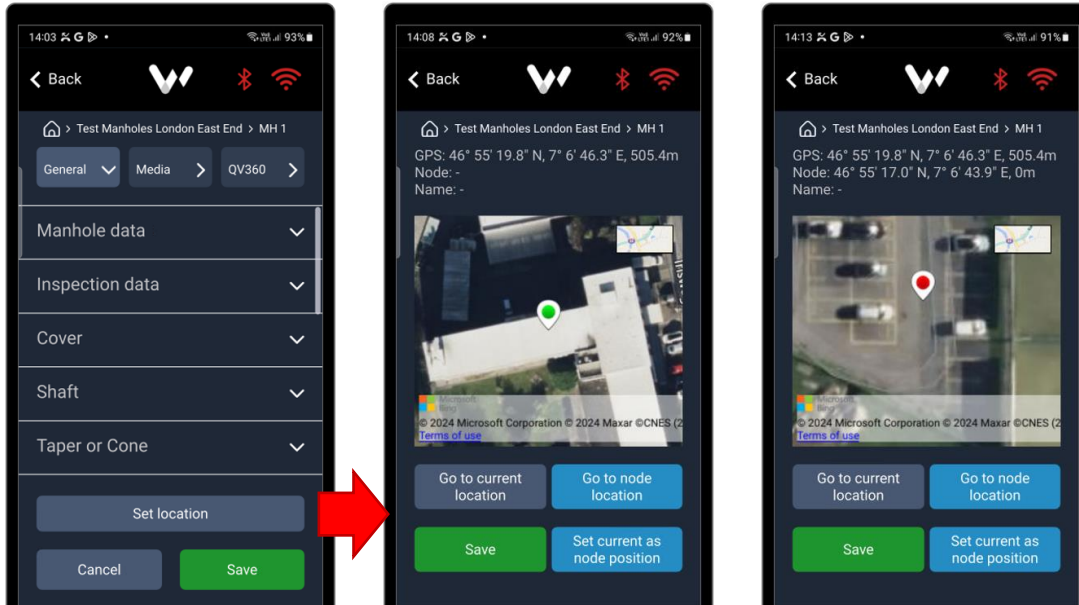 14:03
G
93%
Back
> Test Manholes London East End > MH 1
General
Media
QV360
Manhole data
Inspection data
Cover
Shaft
Taper or Cone
Set location
Cancel
Save
14:08
G
92%
Back
> Test Manholes London East End > MH 1
GPS: 46° 55' 19.8" N, 7° 6' 46.3" E, 505.4m
Node: -
Name: -
Microsoft
Bing
© 2024 Microsoft Corporation © 2024 Maxar ©CNES (2
Terms of use
Go to current
location
Go to node
location
Save
Set current as
node position
14:13
G
91%
Back
> Test Manholes London East End > MH 1
GPS: 46° 55' 19.8" N, 7° 6' 46.3" E, 505.4m
Node: 46° 55' 17.0" N, 7° 6' 43.9" E, 0m
Name: -
Microsoft
Bing
© 2024 Microsoft Corporation © 2024 Maxar ©CNES (2
Terms of use
Go to current
location
Go to node
location
Save
Set current as
node position